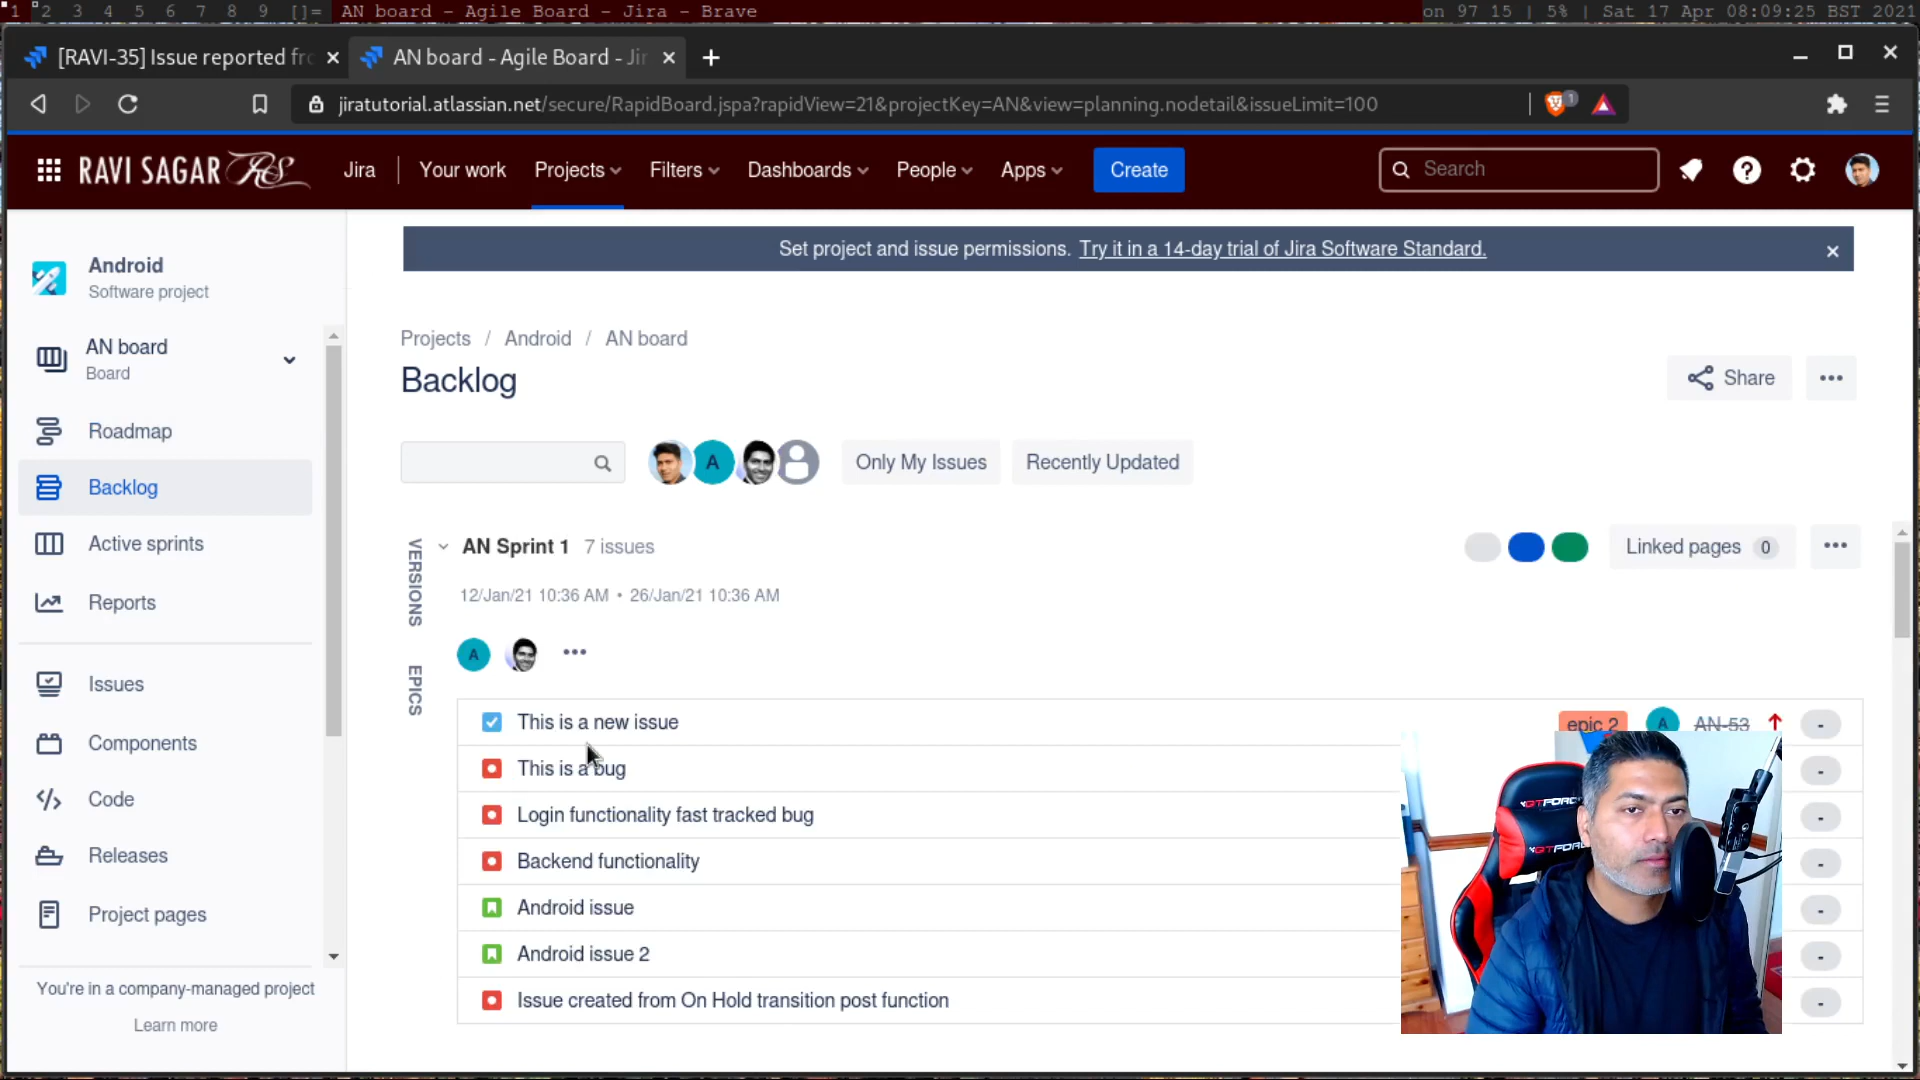 1 2 3 4 5 6 7 8 9 []= AN board - Agile Board - Jira - Brave on 97 15 | 5% | Sat 17 Apr 08:09:25 BST 2021
[RAVI-35] Issue reported fro AN board - Agile Board - Jir
jiratutorial.atlassian.net/secure/RapidBoard.jspa?rapidView=21&projectKey=AN&view=planning.nodetail&issueLimit=100 1
RAVI SAGAR RS Jira Your work Projects Filters Dashboards People Apps Create Search
Set project and issue permissions. Try it in a 14-day trial of Jira Software Standard.
Android
Software project
AN board
Board
Roadmap
Backlog
Active sprints
Reports
Issues
Components
Code
Releases
Project pages
You're in a company-managed project
Learn more
Projects / Android / AN board
Backlog
Share
A
Only My Issues
Recently Updated
VERSIONS
EPICS
AN Sprint 1 7 issues
Linked pages 0
12/Jan/21 10:36 AM • 26/Jan/21 10:36 AM
A
This is a new issue epic 2 A AN-53 -
This is a bug -
Login functionality fast tracked bug -
Backend functionality -
Android issue -
Android issue 2 -
Issue created from On Hold transition post function -